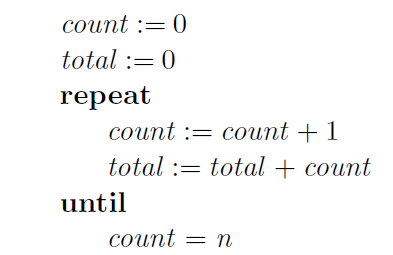 count := 0
total := 0
repeat
count := count + 1
total := total + count
until
count = n